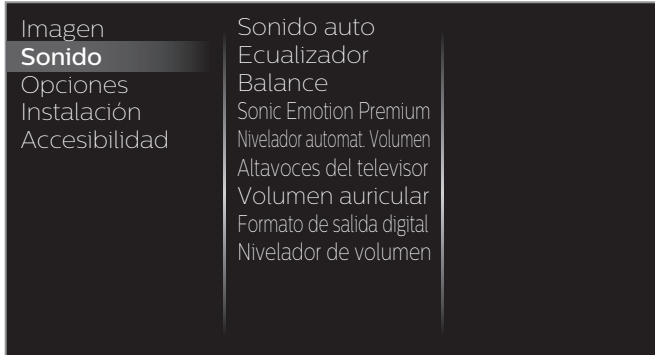 Imagen
Sonido
Opciones
Instalación
Accesibilidad
Sonido auto
Ecualizador
Balance
Sonic Emotion Premium
Nivelador automat. Volumen
Altavoces del televisor
Volumen auricular
Formato de salida digital
Nivelador de volumen